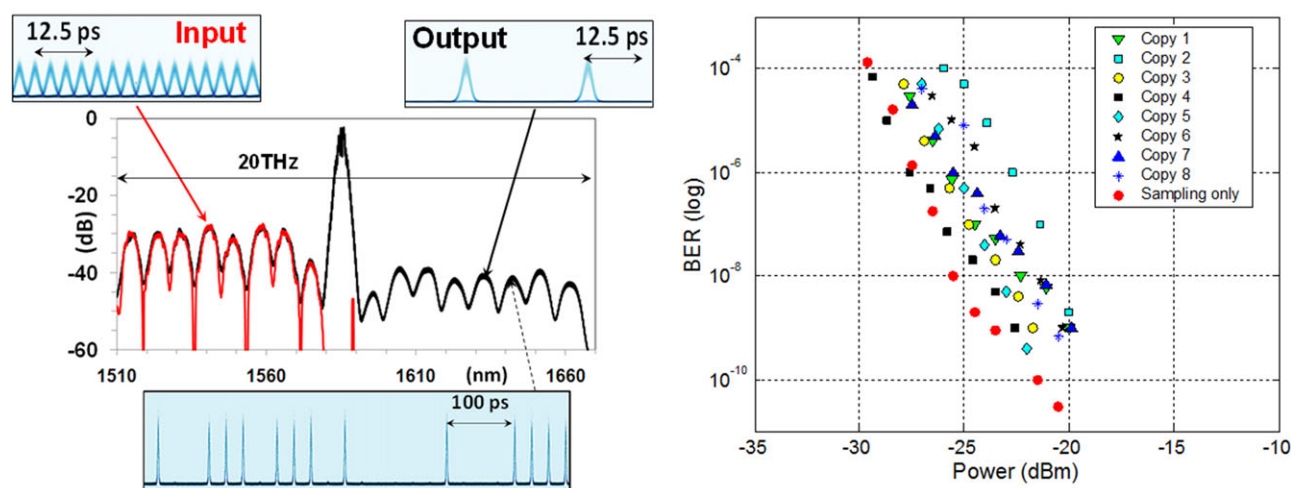 12.5 ps
Input
Output
12.5 ps
0
-20
(dB)
-40
-60
20THz
1510
1560
1610
(nm)
1660
100 ps
BER (log)
10-4
10-6
10-8
10-10
-35
-30
-25
-20
-15
-10
Power (dBm)
Copy 1
Copy 2
Copy 3
Copy 4
Copy 5
Copy 6
Copy 7
Copy 8
Sampling only